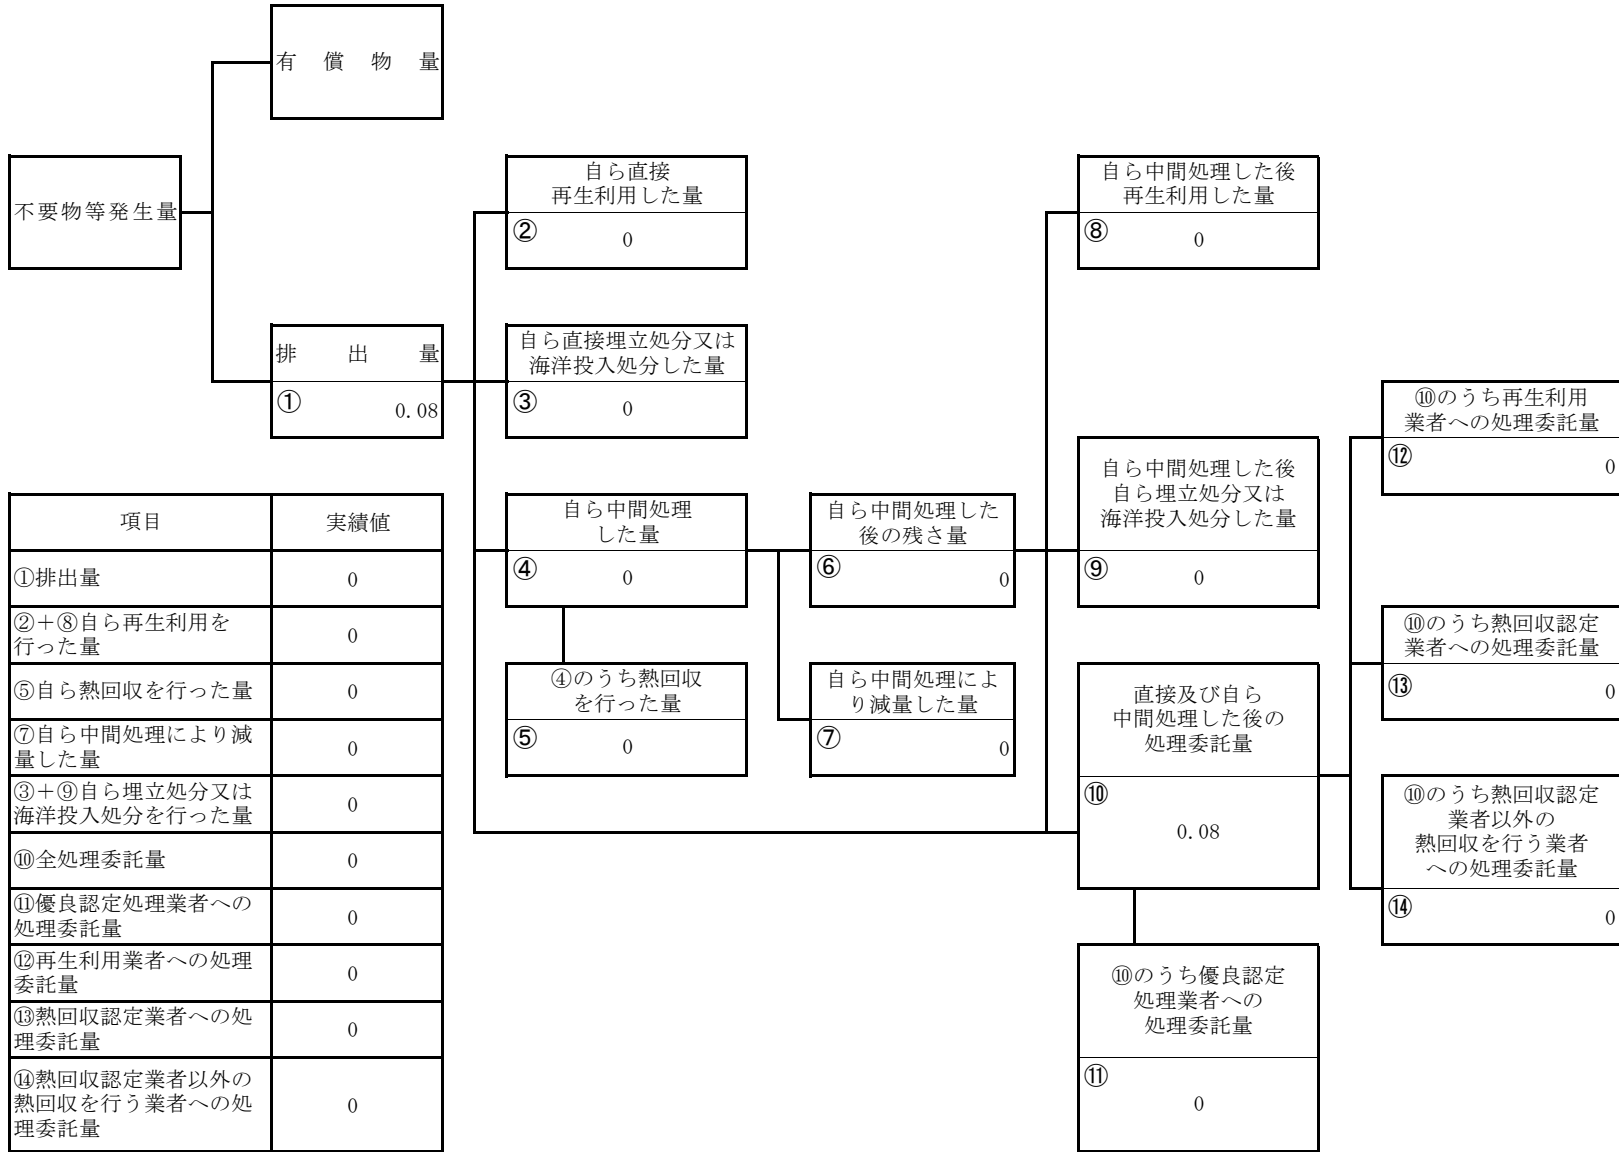 有償物量
不要物等発生量
排出量
①
0.08
自ら直接
再生利用した量
②
0
自ら直接埋立処分又は
海洋投入処分した量
③
0
自ら中間処理
した量
④
0
④のうち熱回収
を行った量
⑤
0
自ら中間処理した
後の残さ量
⑥
0
自ら中間処理によ
り減量した量
⑦
0
自ら中間処理した後
再生利用した量
⑧
0
自ら中間処理した後
自ら埋立処分又は
海洋投入処分した量
⑨
0
直接及び自ら
中間処理した後の
処理委託量
⑩
0.08
⑩のうち優良認定
処理業者への
処理委託量
⑪
0
⑩のうち再生利用
業者への処理委託量
⑫
0
⑩のうち熱回収認定
業者への処理委託量
⑬
0
⑩のうち熱回収認定
業者以外の
熱回収を行う業者
への処理委託量
⑭
0
項目 実績値
①排出量 0
②＋⑧自ら再生利用を
行った量 0
⑤自ら熱回収を行った量 0
⑦自ら中間処理により減
量した量 0
③＋⑨自ら埋立処分又は
海洋投入処分を行った量 0
⑩全処理委託量 0
⑪優良認定処理業者への
処理委託量 0
⑫再生利用業者への処理
委託量 0
⑬熱回収認定業者への処
理委託量 0
⑭熱回収認定業者以外の
熱回収を行う業者への処
理委託量 0